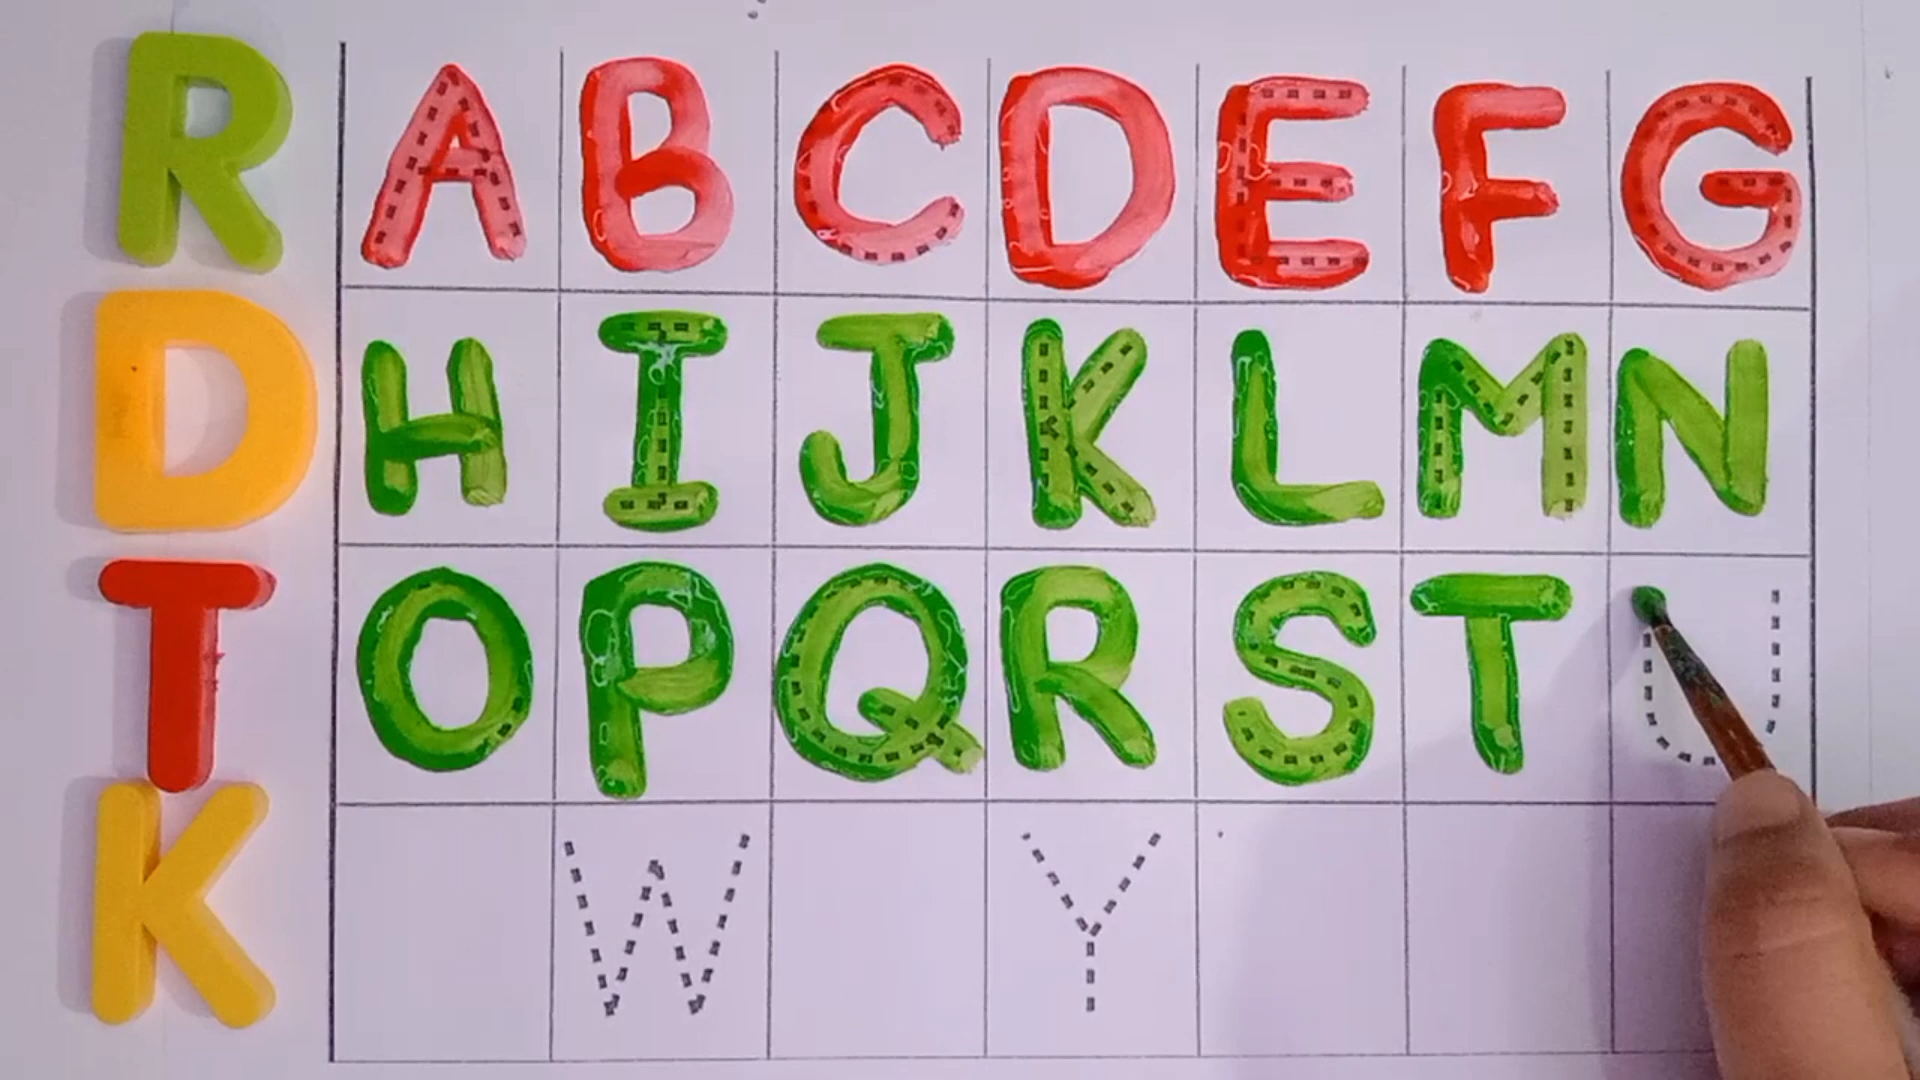 R
D
T
K
A B C D E F G
H I J K L M N
O P Q R S T U
W Y